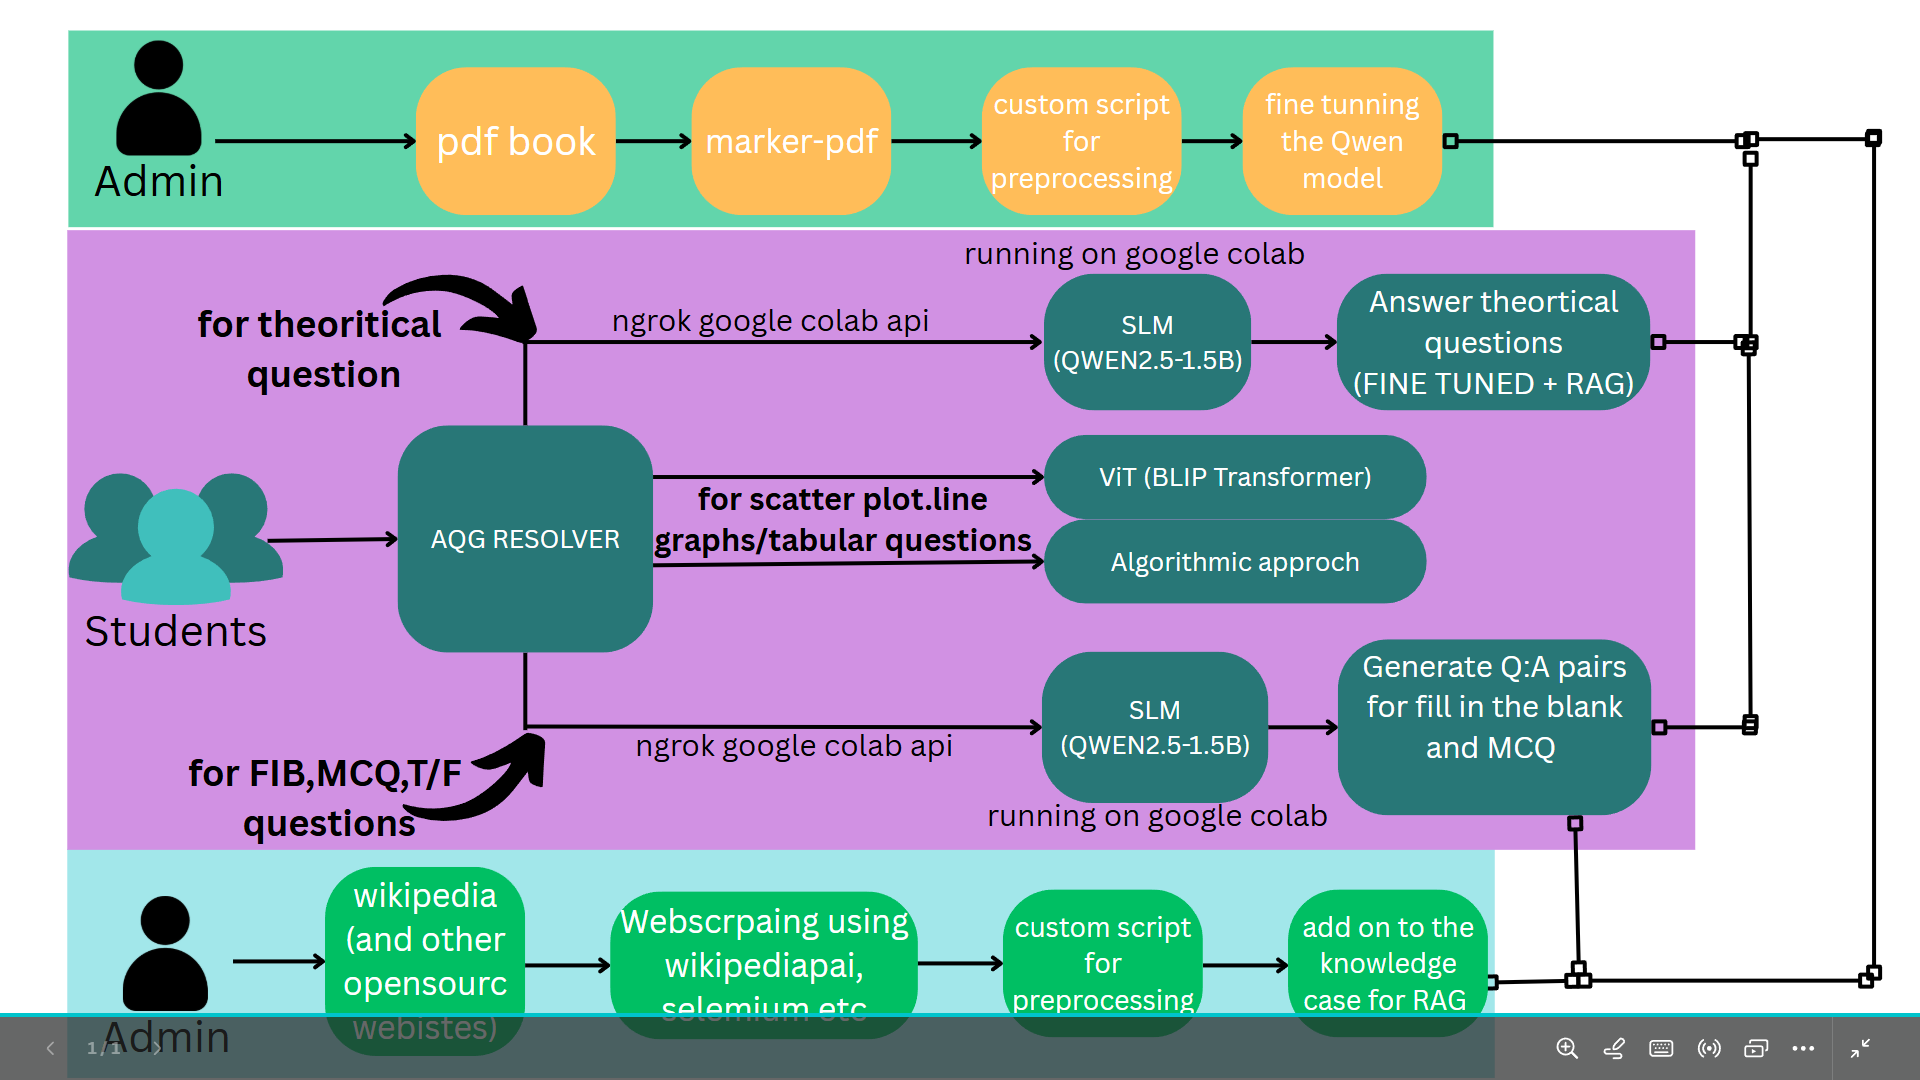 Admin
pdf book
marker-pdf
custom script
for
preprocessing
fine tunning
the Qwen
model
running on google colab
for theoritical
question
ngrok google colab api
SLM
(QWEN2.5-1.5B)
Answer theortical
questions
(FINE TUNED + RAG)
Students
AQG RESOLVER
for scatter plot.line
graphs/tabular questions
ViT (BLIP Transformer)
Algorithmic approch
for FIB,MCQ,T/F
questions
ngrok google colab api
SLM
(QWEN2.5-1.5B)
running on google colab
Generate Q:A pairs
for fill in the blank
and MCQ
Admin
wikipedia
(and other
opensourc
webistes)
Webscrpaing using
wikipediapai,
selemium etc
custom script
for
preprocessing
add on to the
knowledge
case for RAG
1/1